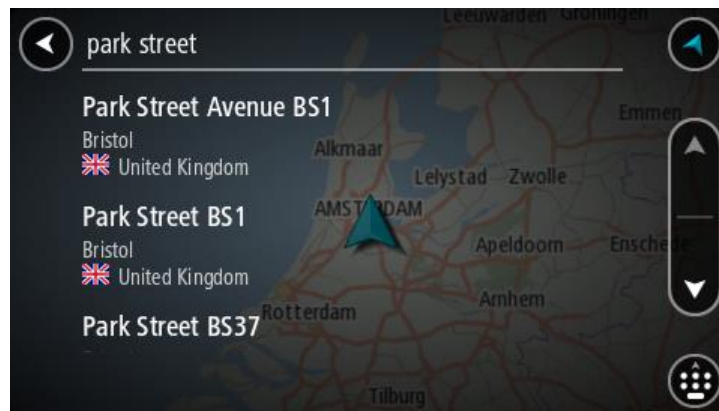 Leeuwarden Groningen
park street
Park Street Avenue BS1
Bristol
United Kingdom
Emmen
Alkmaar
Lelystad Zwolle
Park Street BS1
AMSTERDAM
Bristol
Apeldoorn
Enschede
United Kingdom
Arnhem
Rotterdam
Park Street BS37
Tilburg